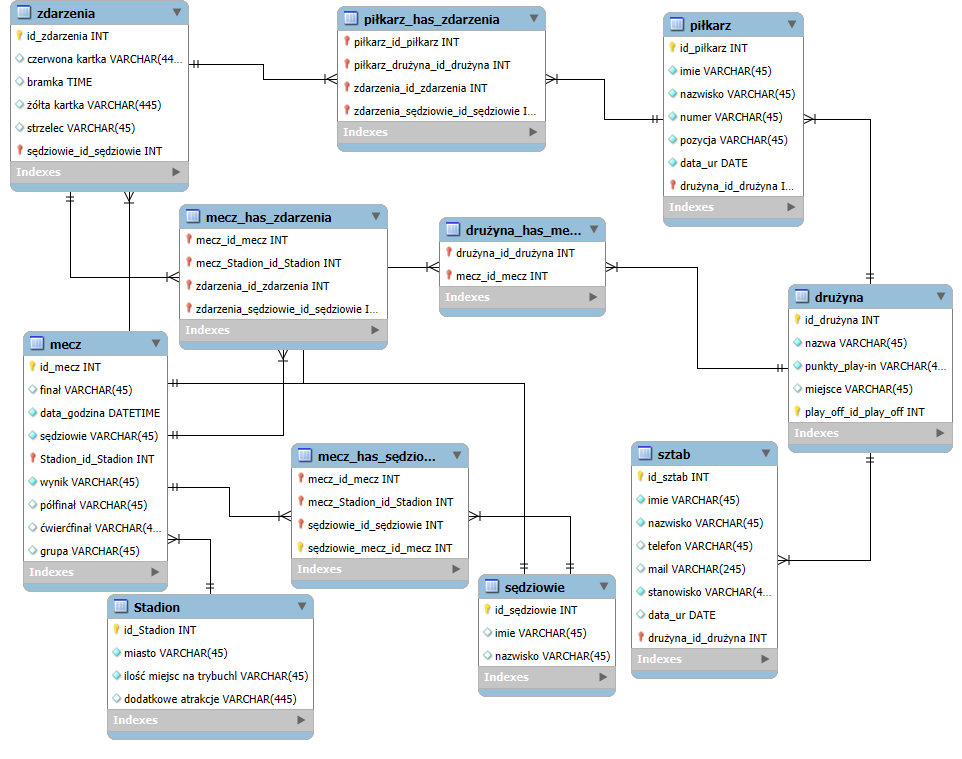 zdarzenia
id_zdarzenia INT
czerwona kartka VARCHAR(44...
bramka TIME
żółta kartka VARCHAR(445)
strzelec VARCHAR(45)
sędziowie_id_sędziowie INT
Indexes
piłkarz_has_zdarzenia
piłkarz_id_piłkarz INT
piłkarz_drużyna_id_drużyna INT
zdarzenia_id_zdarzenia INT
zdarzenia_sędziowie_id_sędziowie I...
Indexes
piłkarz
id_piłkarz INT
imie VARCHAR(45)
nazwisko VARCHAR(45)
numer VARCHAR(45)
pozycja VARCHAR(45)
data_ur DATE
drużyna_id_drużyna I...
Indexes
mecz_has_zdarzenia
mecz_id_mecz INT
mecz_Stadion_id_Stadion INT
zdarzenia_id_zdarzenia INT
zdarzenia_sędziowie_id_sędziowie I...
Indexes
drużyna_has_me...
drużyna_id_drużyna INT
mecz_id_mecz INT
Indexes
drużyna
id_drużyna INT
nazwa VARCHAR(45)
punkty_play-in VARCHAR(4...
miejsce VARCHAR(45)
play_off_id_play_off INT
Indexes
mecz
id_mecz INT
finał VARCHAR(45)
data_godzina DATETIME
sędziowie VARCHAR(45)
Stadion_id_Stadion INT
wynik VARCHAR(45)
półfinał VARCHAR(45)
ćwierćfinał VARCHAR(4...
grupa VARCHAR(45)
Indexes
mecz_has_sędzio...
mecz_id_mecz INT
mecz_Stadion_id_Stadion INT
sędziowie_id_sędziowie INT
sędziowie_mecz_id_mecz INT
Indexes
sztab
id_sztab INT
imie VARCHAR(45)
nazwisko VARCHAR(45)
telefon VARCHAR(45)
mail VARCHAR(245)
stanowisko VARCHAR(4...
data_ur DATE
drużyna_id_drużyna INT
Indexes
Stadion
id_Stadion INT
miasto VARCHAR(45)
ilość miejsc na trybuchl VARCHAR(45)
dodatkowe atrakcje VARCHAR(445)
Indexes
sędziowie
id_sędziowie INT
imie VARCHAR(45)
nazwisko VARCHAR(45)
Indexes